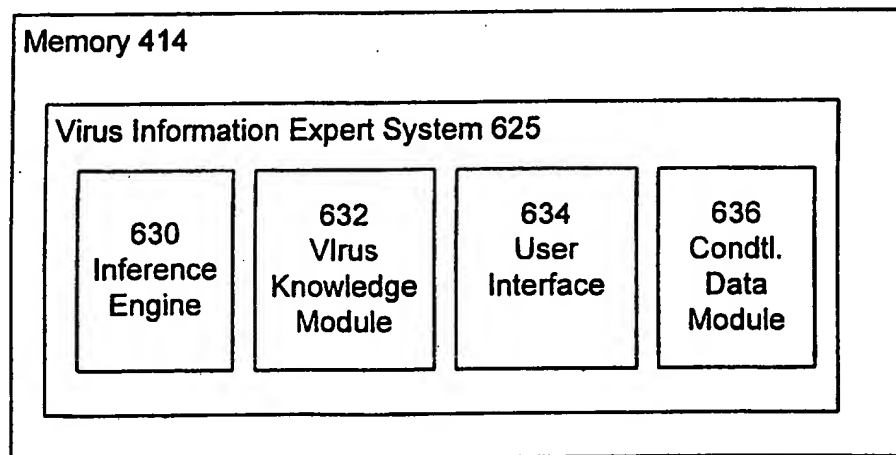 Memory 414
Virus Information Expert System 625
630
Inference
Engine
632
VIrus
Knowledge
Module
634
User
Interface
636
Condtl.
Data
Module